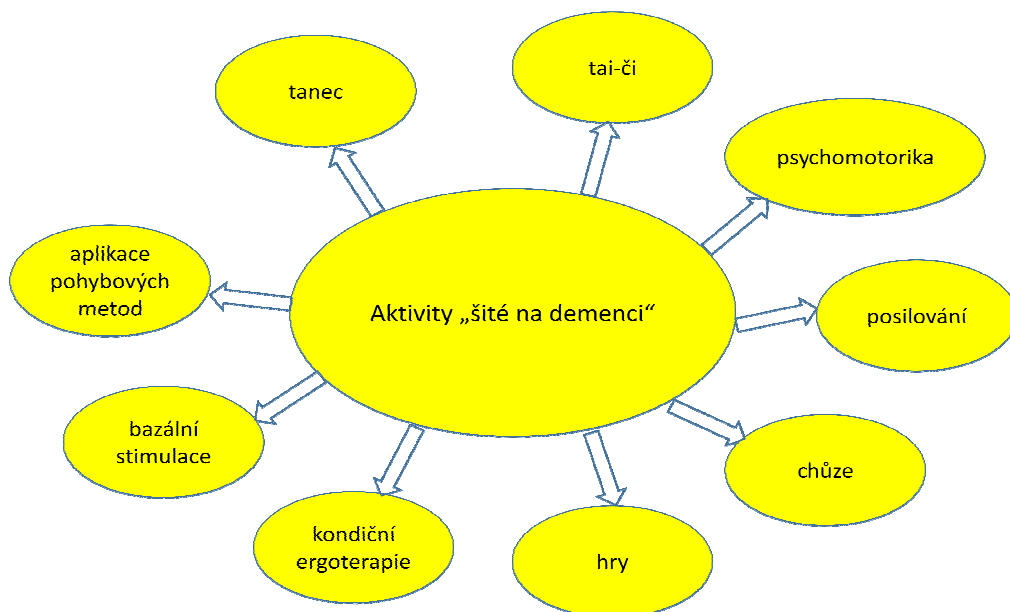 tanec
tai-či
psychomotorika
aplikace
pohybových
metod
Aktivity „šité na demenci“
posilování
bazální
stimulace
chůze
kondiční
ergoterapie
hry